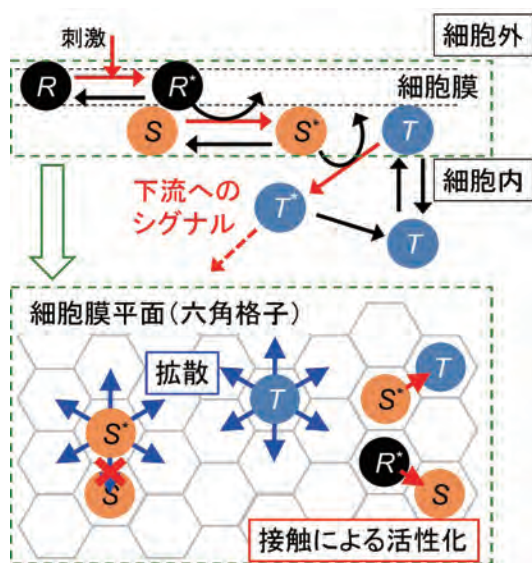 刺激
細胞外
R
R*
細胞膜
S
S*
T
細胞内
下流への
シグナル
T*
T
細胞膜平面(六角格子)
拡散
T
T
S*
S*
R*
S
S
接触による活性化